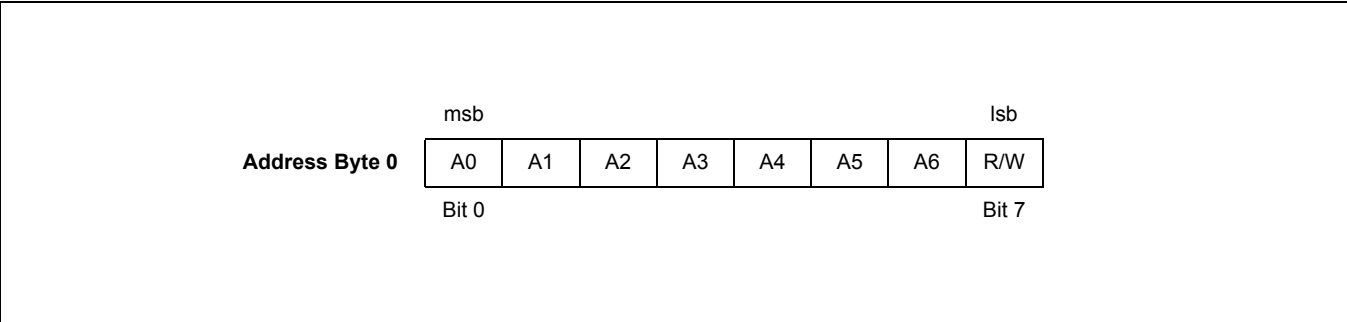 msb lsb
Address Byte 0 A0 A1 A2 A3 A4 A5 A6 R/W
Bit 0 Bit 7